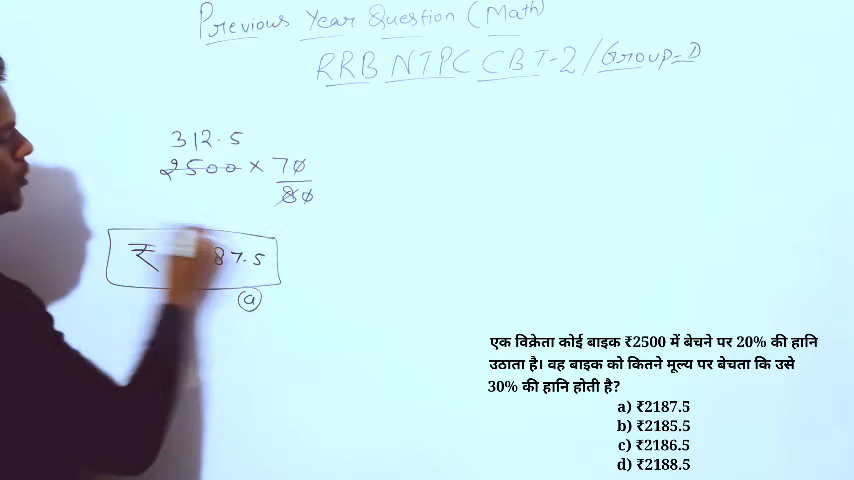 Previous Year Question (Math)
RRB NTPC CBT-2 / Group-D
312.5
2500 × 70
80
₹ 87.5
a
एक विक्रेता कोई बाइक ₹2500 में बेचने पर 20% की हानि
उठाता है। वह बाइक को कितने मूल्य पर बेचता कि उसे
30% की हानि होती है?
a) ₹2187.5
b) ₹2185.5
c) ₹2186.5
d) ₹2188.5